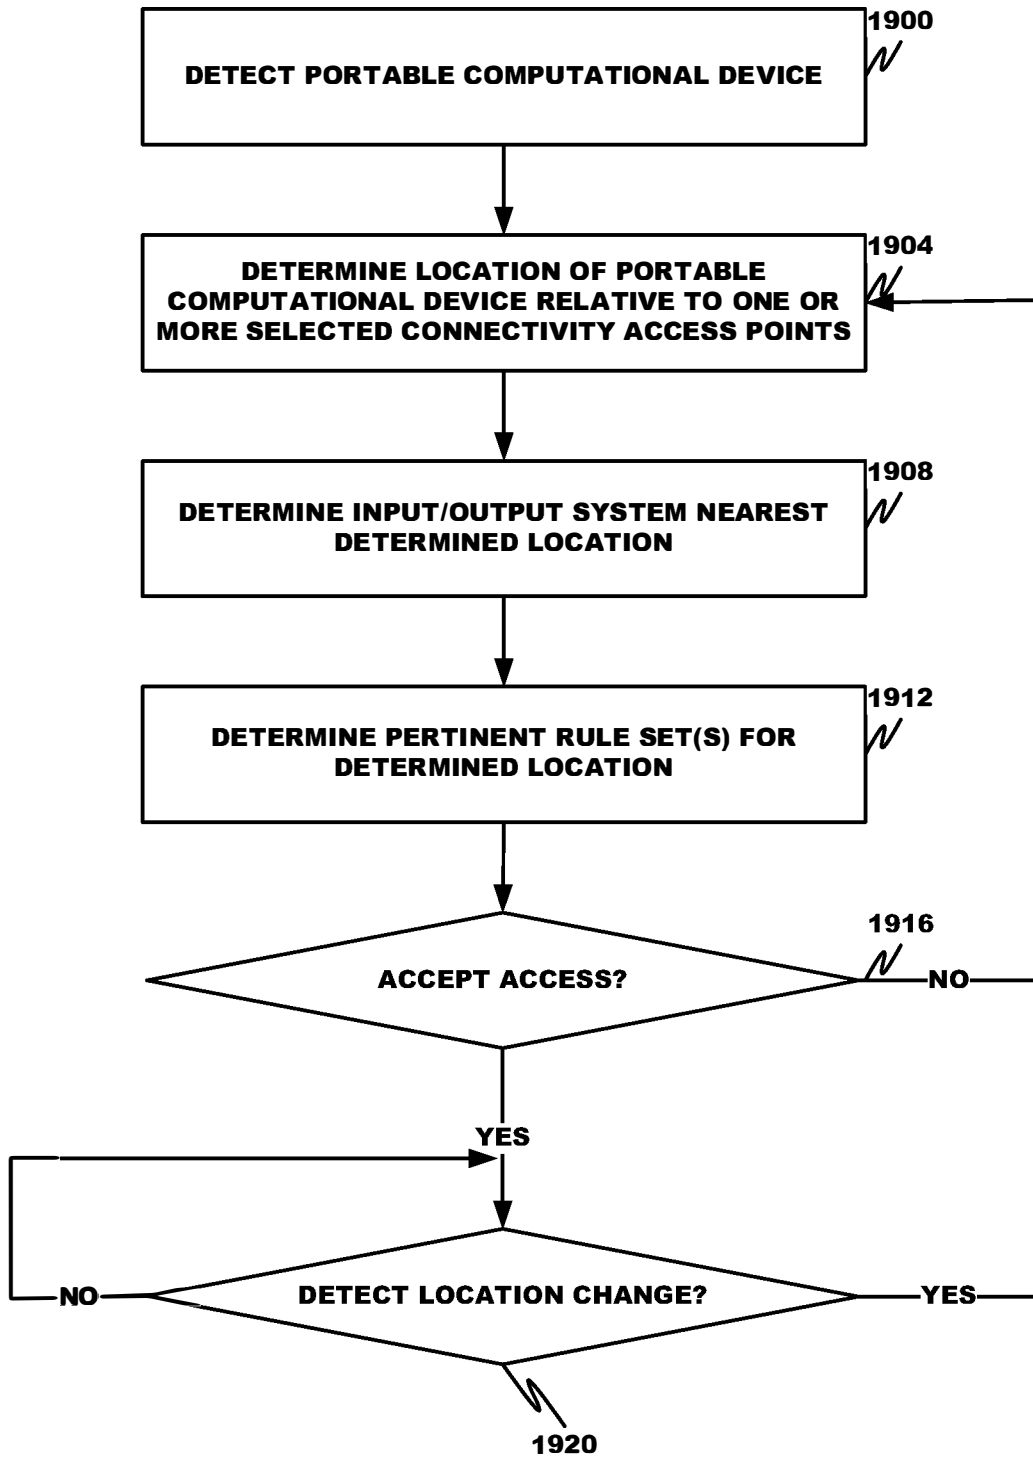 1900
DETECT PORTABLE COMPUTATIONAL DEVICE
1904
DETERMINE LOCATION OF PORTABLE
COMPUTATIONAL DEVICE RELATIVE TO ONE OR
MORE SELECTED CONNECTIVITY ACCESS POINTS
1908
DETERMINE INPUT/OUTPUT SYSTEM NEAREST
DETERMINED LOCATION
1912
DETERMINE PERTINENT RULE SET(S) FOR
DETERMINED LOCATION
1916
ACCEPT ACCESS?
NO
YES
NO
DETECT LOCATION CHANGE?
YES
1920